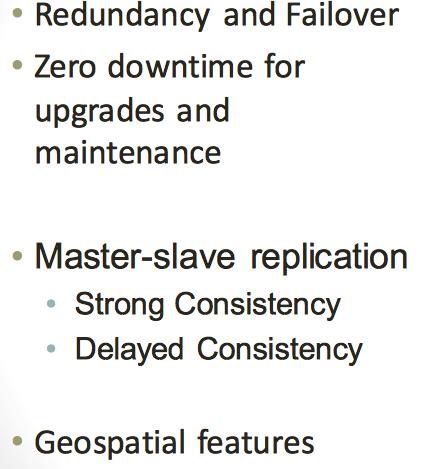 • Redundancy and Failover
• Zero downtime for
upgrades and
maintenance
• Master-slave replication
• Strong Consistency
• Delayed Consistency
• Geospatial features